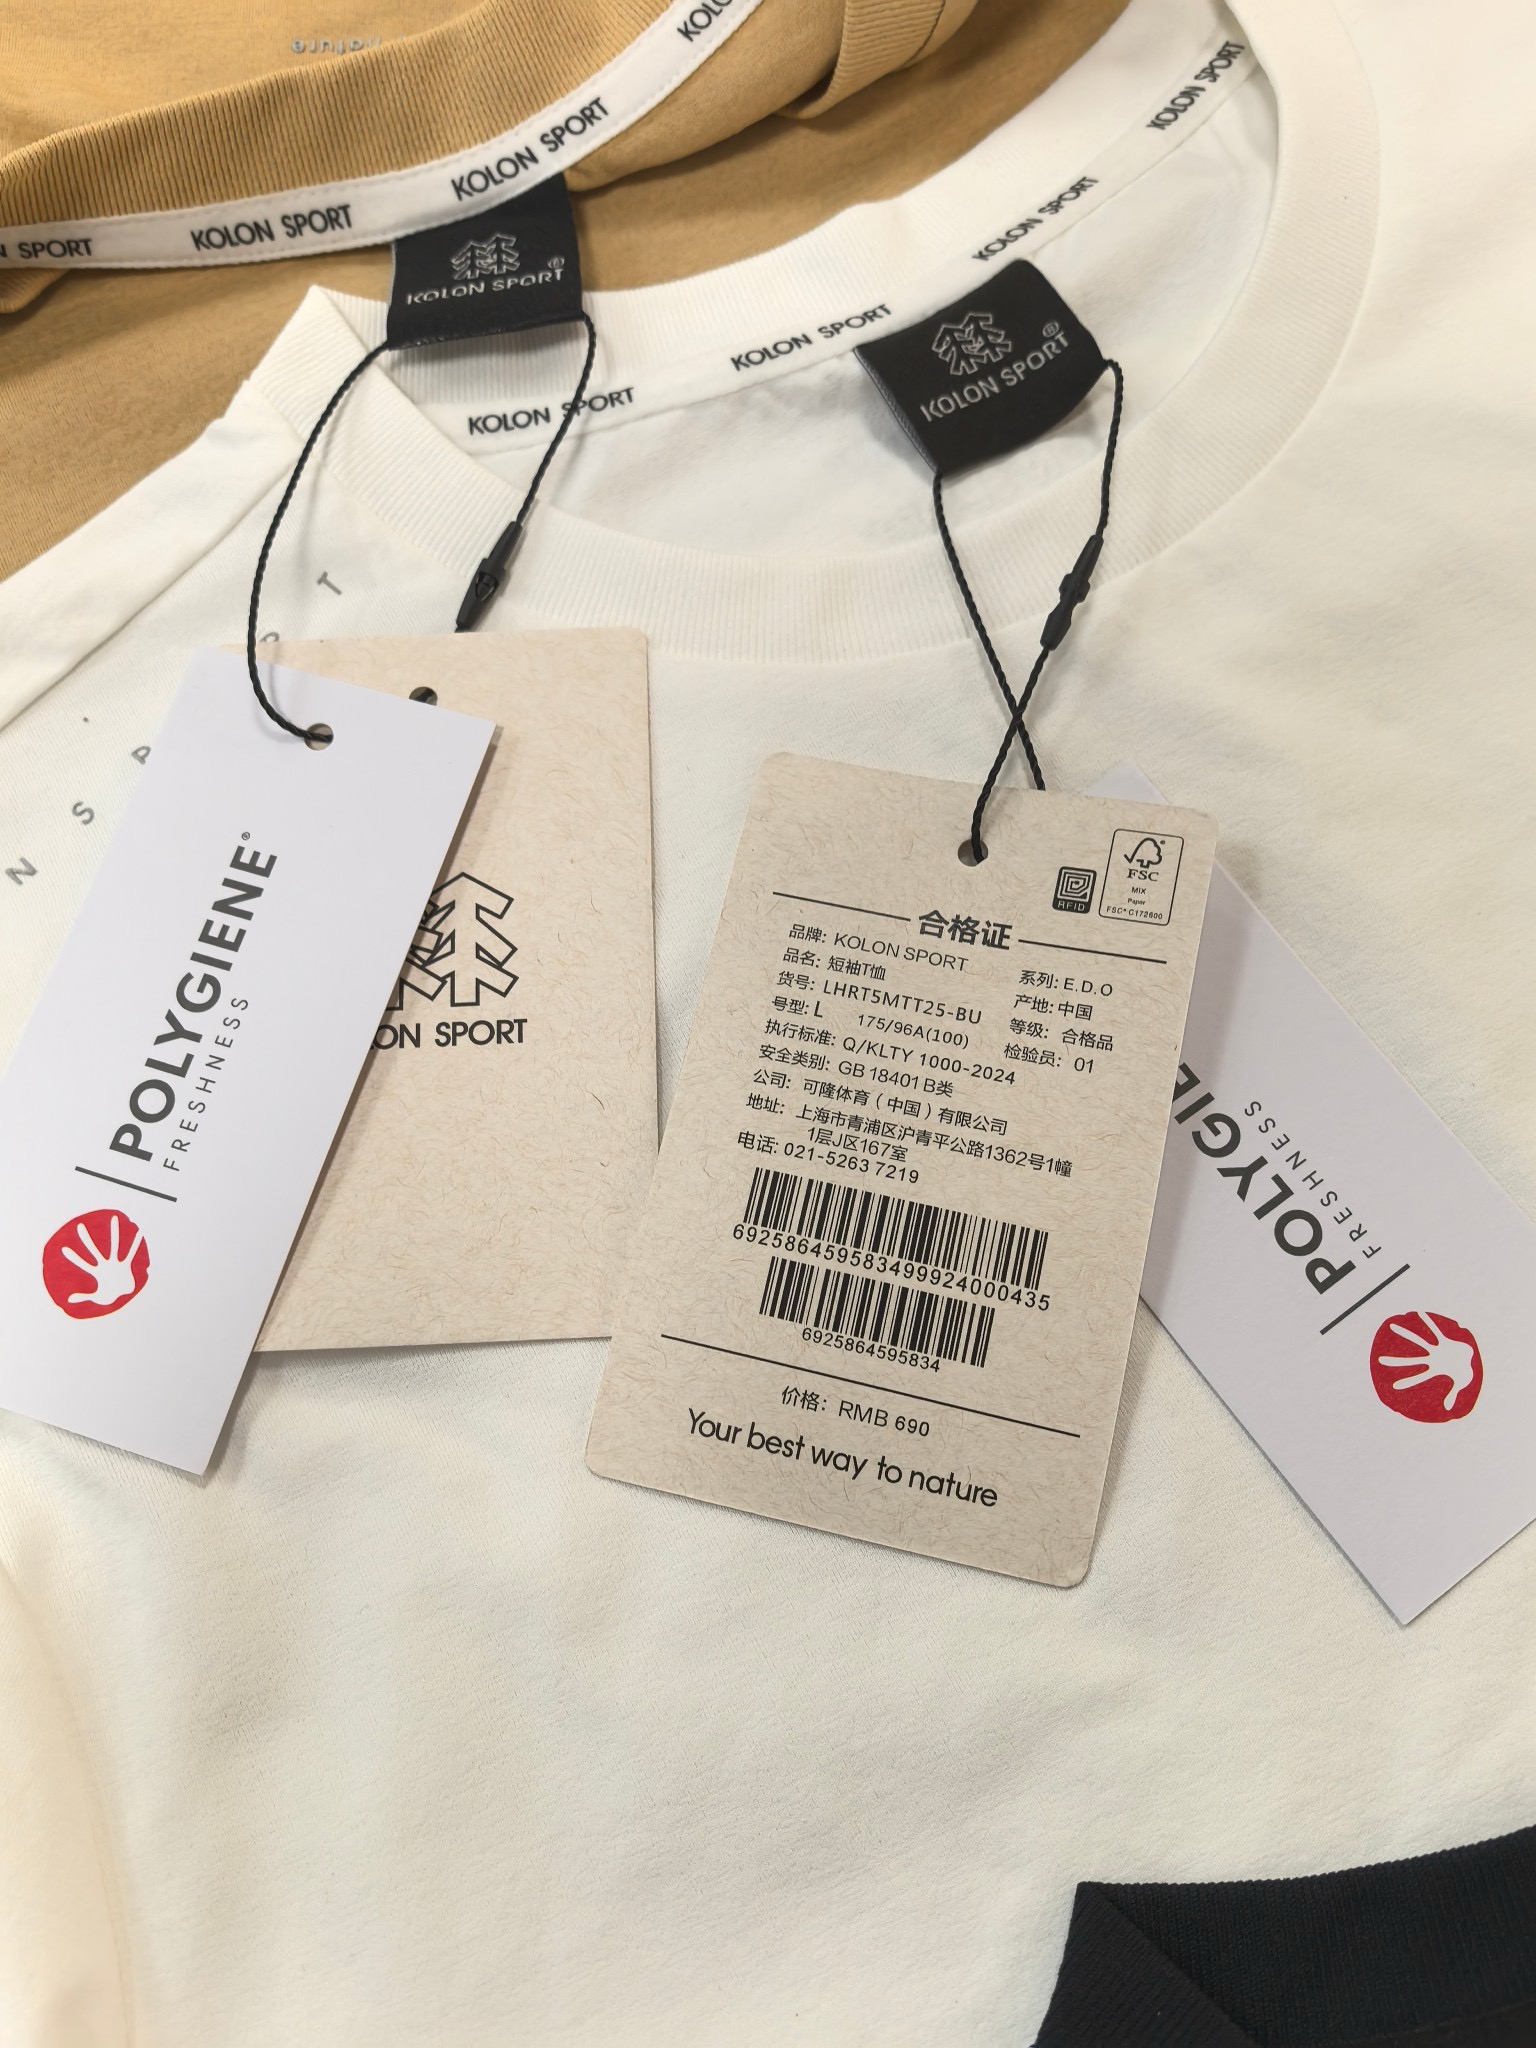 KOLON SPORT
SPORT
KOLON SPORT
KOLON SPORT
KOLON SPORT®
KOLON SPORT
KOLON SPORT
KOLON SPORT
KOLON SPORT
KOLON SPORT®
POLYGIENE®
FRESHNESS
SPORT
RFID
FSC
MIX
Paper
FSC® C172600
合格证
品牌: KOLON SPORT
品名: 短袖T恤 系列: E.D.O
货号: LHRT5MTT25-BU 产地: 中国
号型: L 175/96A(100) 等级: 合格品
执行标准: Q/KLTY 1000-2024 检验员: 01
安全类别: GB 18401 B类
公司: 可隆体育（中国）有限公司
地址: 上海市青浦区沪青平公路1362号1幢
1层J区167室
电话: 021-5263 7219
692586459583499924000435
6925864595834
价格: RMB 690
Your best way to nature
FRESHNESS